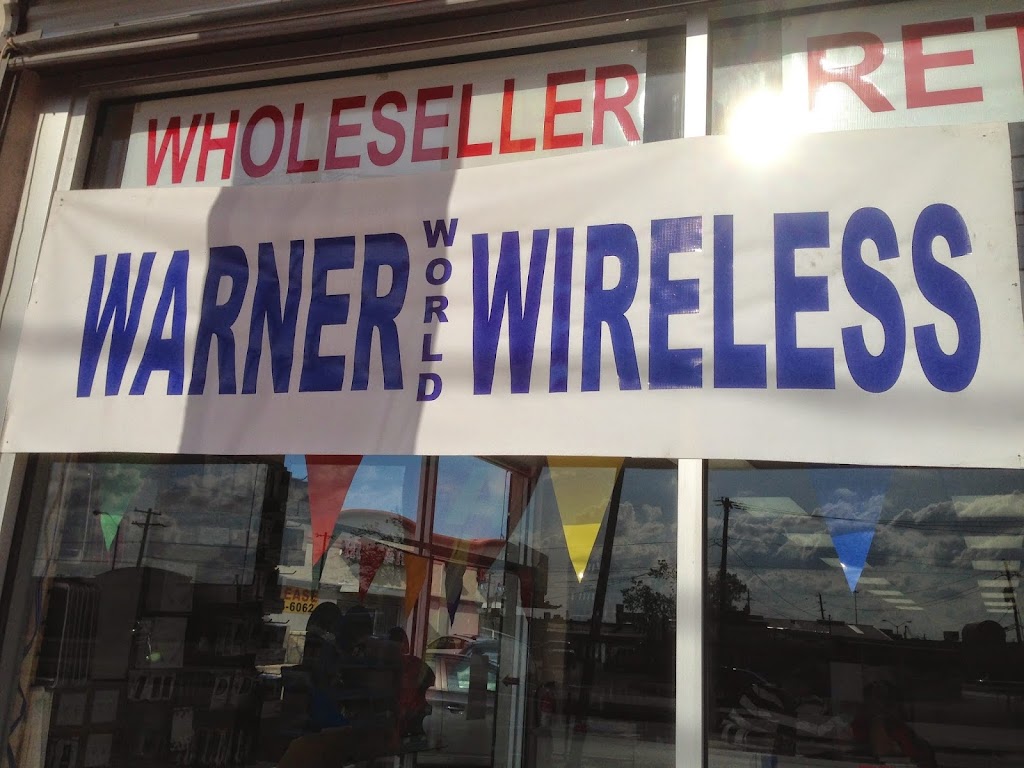 WHOLESELLER
RET
WARNER WORLD WIRELESS
LEASE
-6062